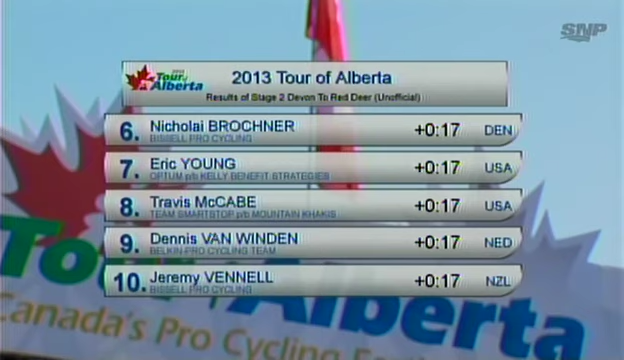 SNP
2013
Tour of
Alberta
2013 Tour of Alberta
Results of Stage 2 Devon To Red Deer (Unofficial)
6. Nicholai BROCHNER +0:17 DEN
BISSELL PRO CYCLING
7. Eric YOUNG +0:17 USA
OPTUM p/b KELLY BENEFIT STRATEGIES
8. Travis McCABE +0:17 USA
TEAM SMARTSTOP p/b MOUNTAIN KHAKIS
9. Dennis VAN WINDEN +0:17 NED
BELKIN PRO CYCLING TEAM
10. Jeremy VENNELL +0:17 NZL
BISSELL PRO CYCLING
Tour
Alberta
Canada's Pro Cycling